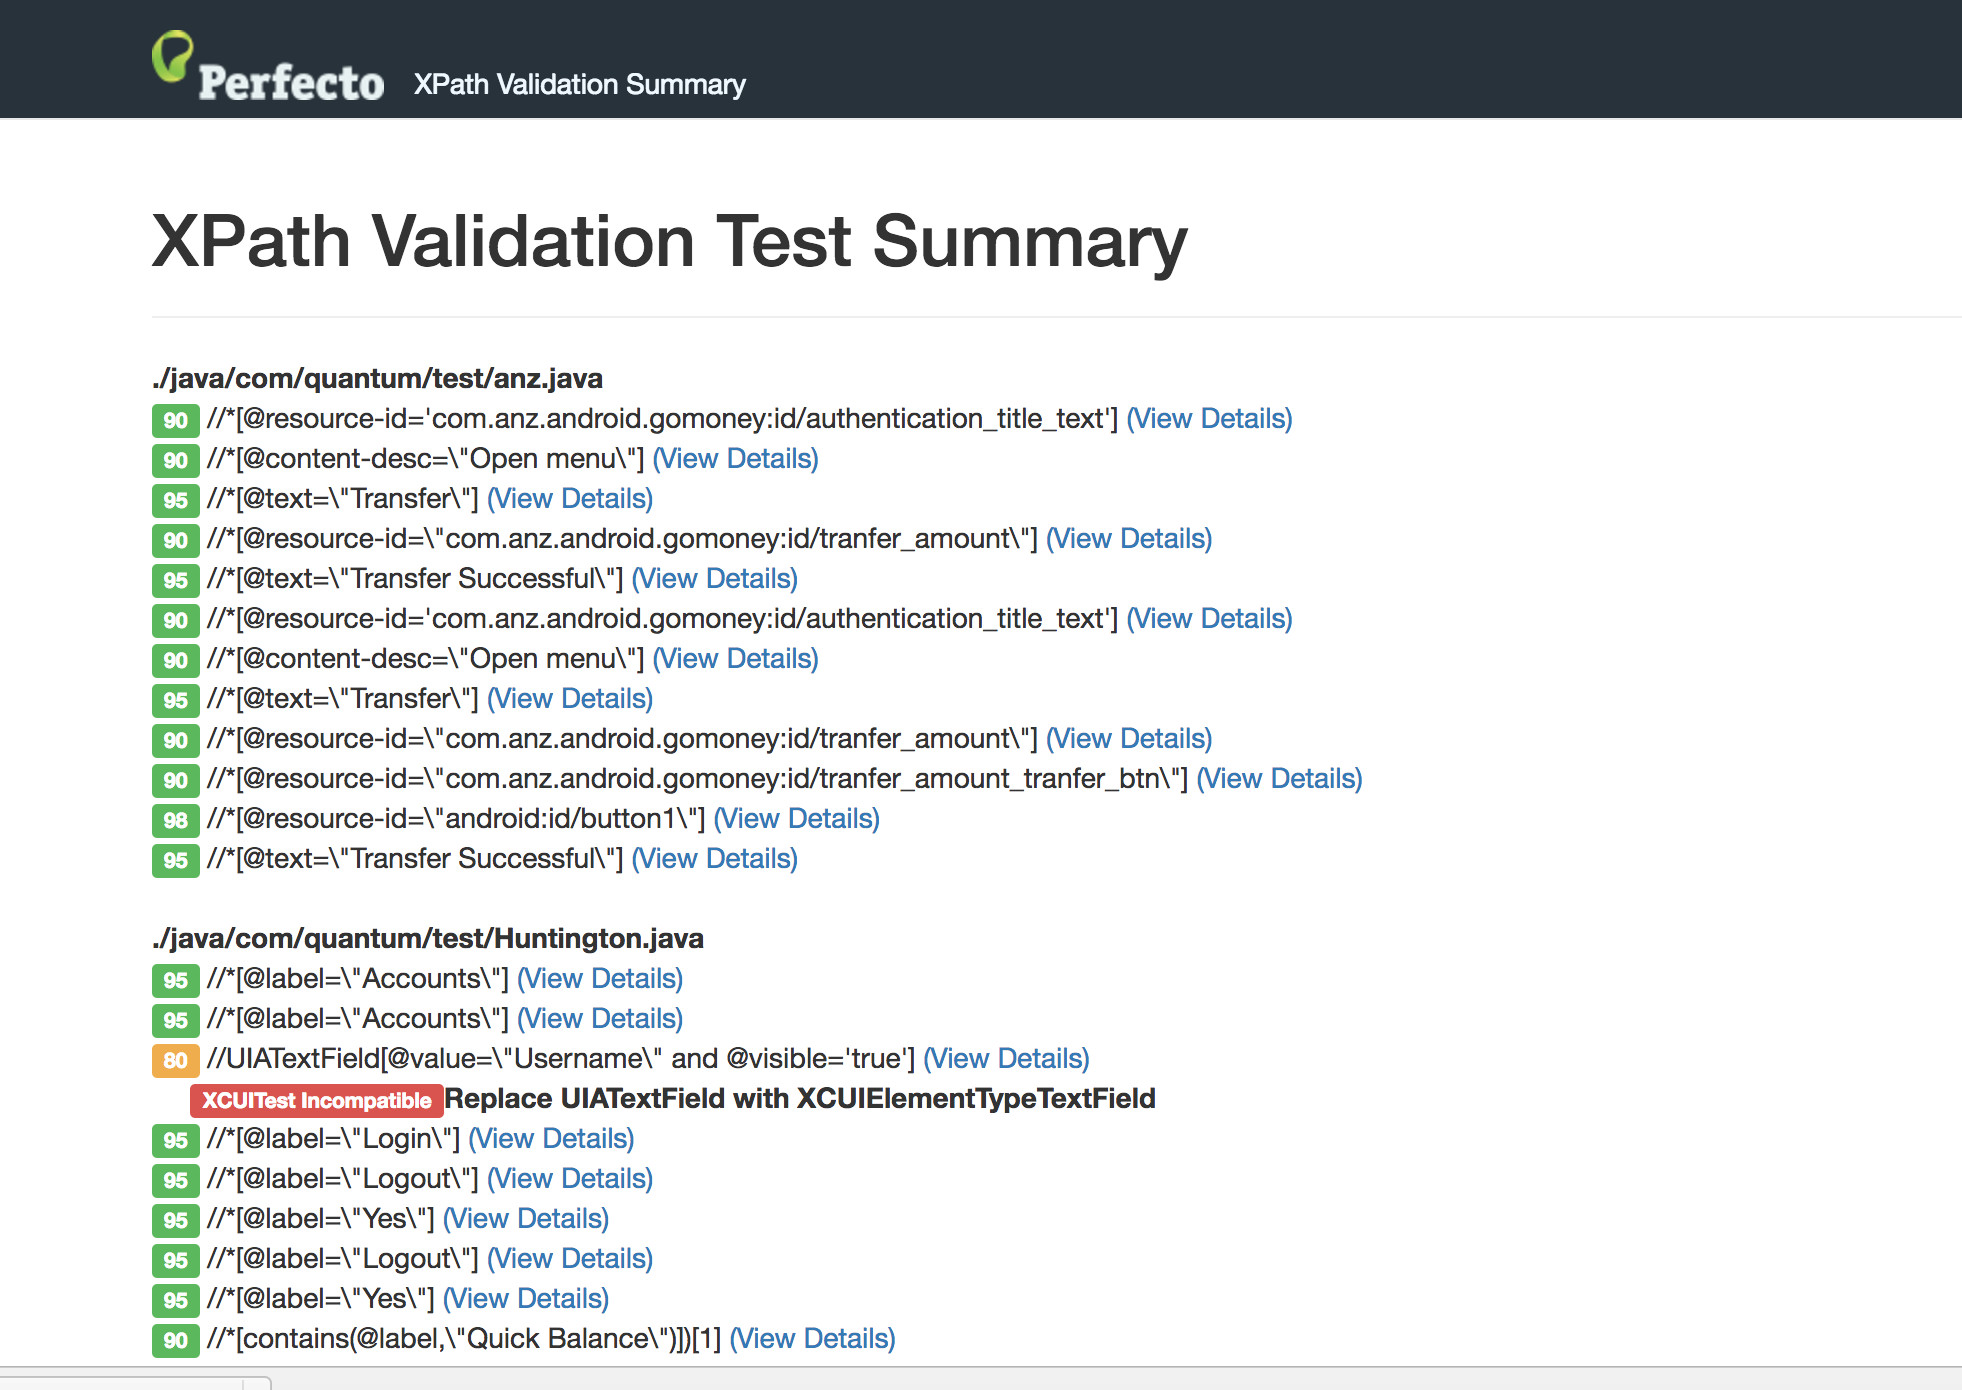 Perfecto XPath Validation Summary
XPath Validation Test Summary
./java/com/quantum/test/anz.java
90 //*[@resource-id='com.anz.android.gomoney:id/authentication_title_text'] (View Details)
90 //*[@content-desc=\"Open menu\"] (View Details)
95 //*[@text=\"Transfer\"] (View Details)
90 //*[@resource-id=\"com.anz.android.gomoney:id/tranfer_amount\"] (View Details)
95 //*[@text=\"Transfer Successful\"] (View Details)
90 //*[@resource-id='com.anz.android.gomoney:id/authentication_title_text'] (View Details)
90 //*[@content-desc=\"Open menu\"] (View Details)
95 //*[@text=\"Transfer\"] (View Details)
90 //*[@resource-id=\"com.anz.android.gomoney:id/tranfer_amount\"] (View Details)
90 //*[@resource-id=\"com.anz.android.gomoney:id/tranfer_amount_tranfer_btn\"] (View Details)
98 //*[@resource-id=\"android:id/button1\"] (View Details)
95 //*[@text=\"Transfer Successful\"] (View Details)
./java/com/quantum/test/Huntington.java
95 //*[@label=\"Accounts\"] (View Details)
95 //*[@label=\"Accounts\"] (View Details)
80 //UIATextField[@value=\"Username\" and @visible='true'] (View Details)
XCUITest Incompatible Replace UIATextField with XCUIElementTypeTextField
95 //*[@label=\"Login\"] (View Details)
95 //*[@label=\"Logout\"] (View Details)
95 //*[@label=\"Yes\"] (View Details)
95 //*[@label=\"Logout\"] (View Details)
95 //*[@label=\"Yes\"] (View Details)
90 //*[contains(@label,\"Quick Balance\")])[1] (View Details)